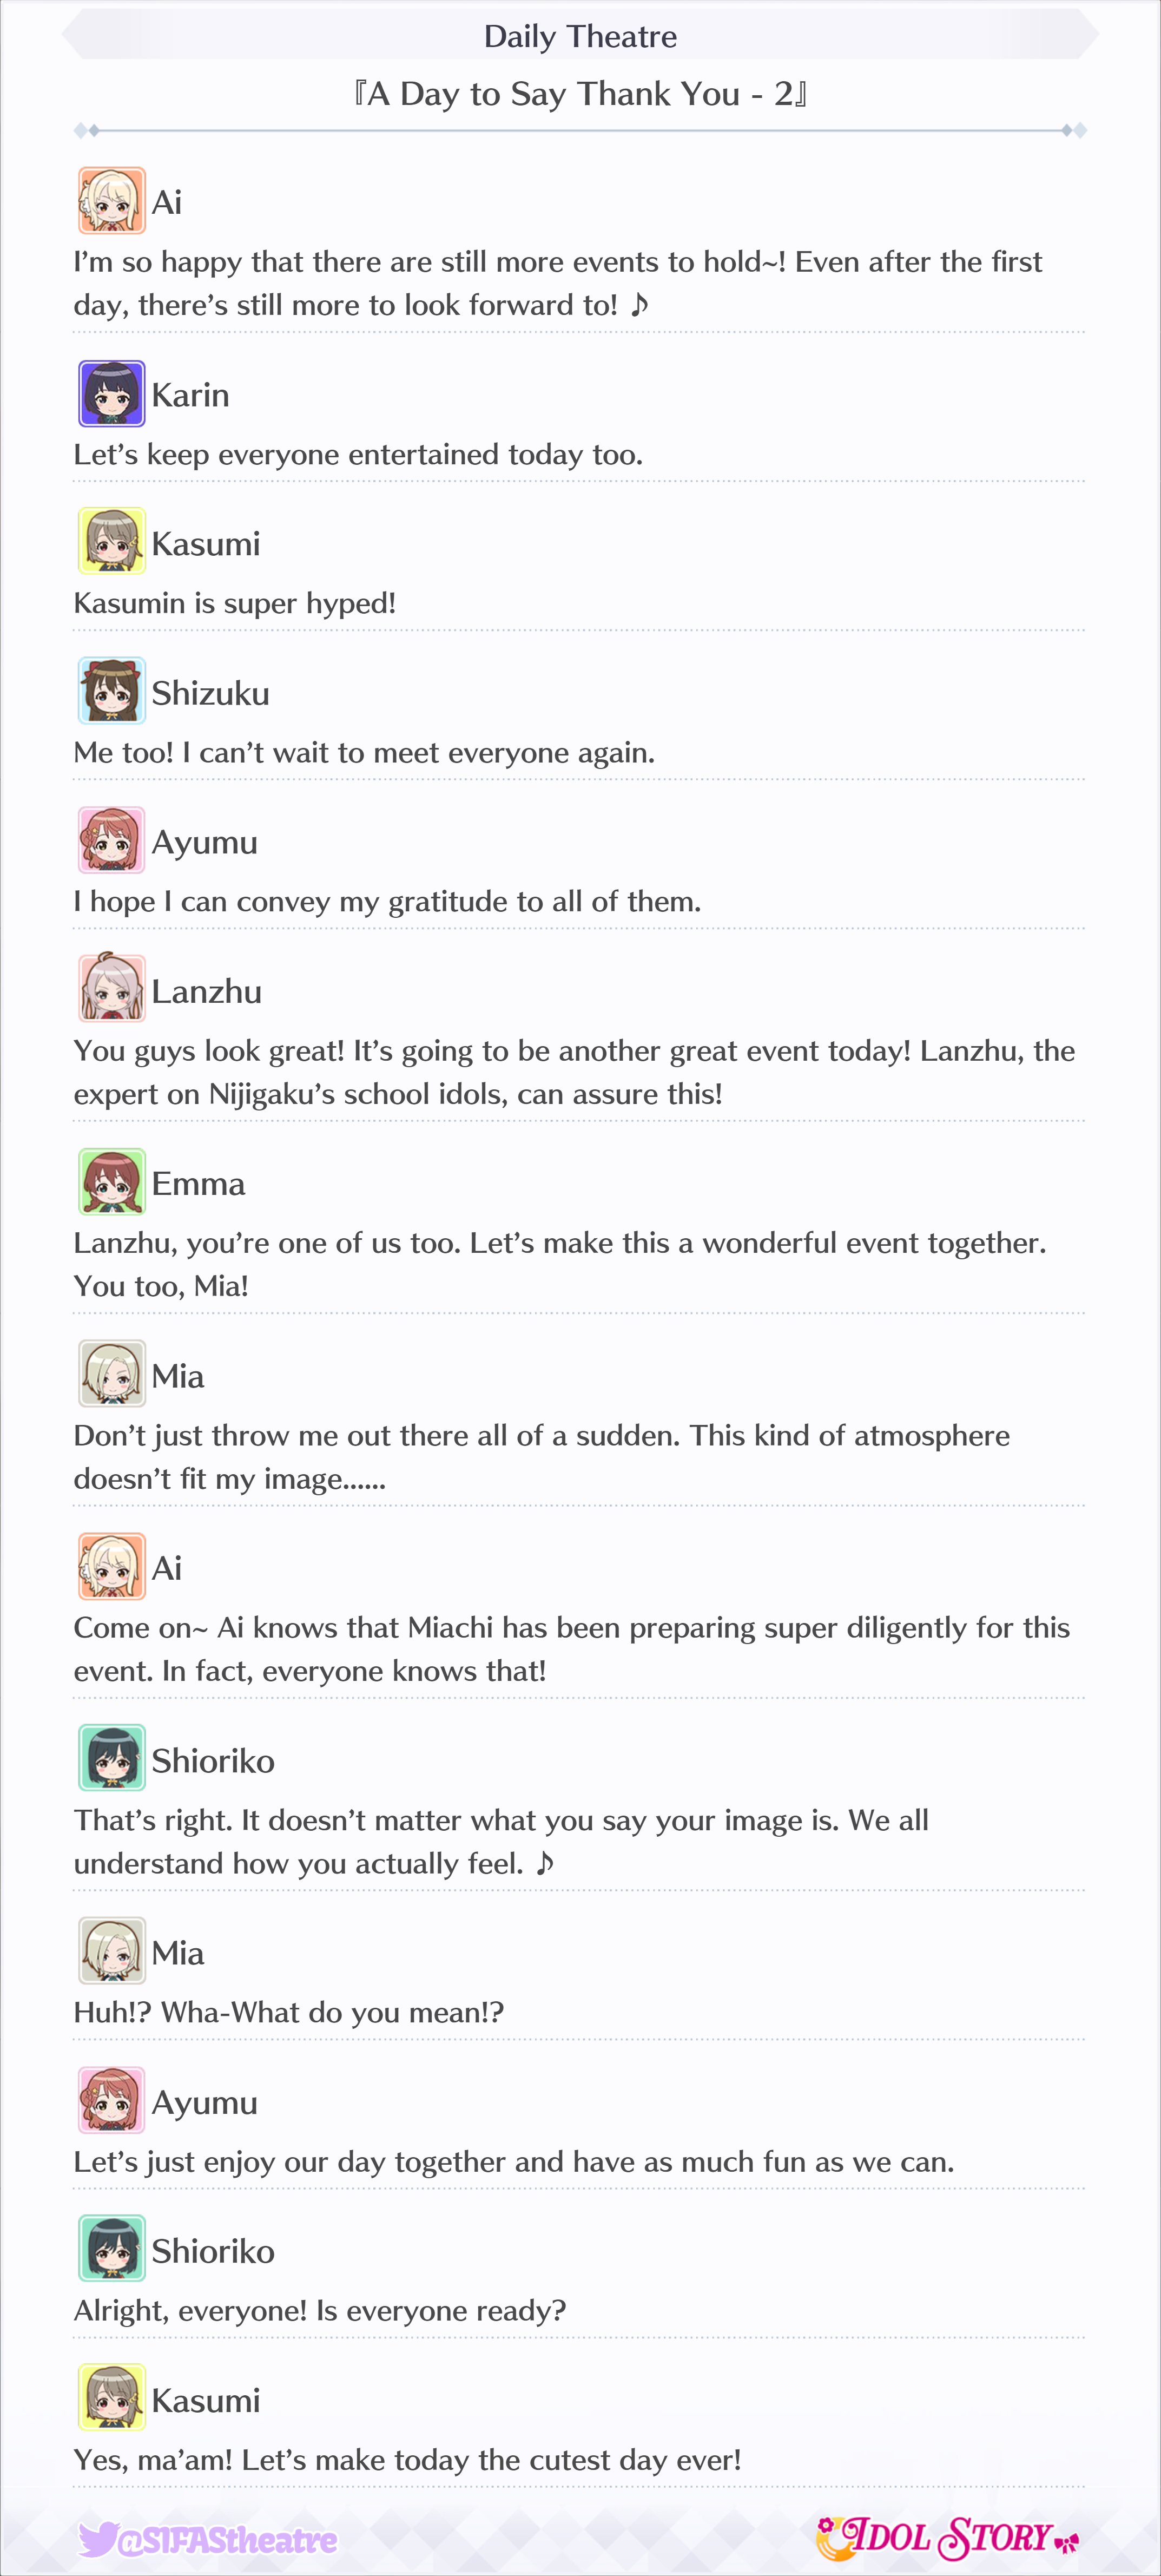 Daily Theatre
『A Day to Say Thank You - 2』
Ai
I'm so happy that there are still more events to hold~! Even after the first
day, there's still more to look forward to! ♪
Karin
Let's keep everyone entertained today too.
Kasumi
Kasumin is super hyped!
Shizuku
Me too! I can't wait to meet everyone again.
Ayumu
I hope I can convey my gratitude to all of them.
Lanzhu
You guys look great! It's going to be another great event today! Lanzhu, the
expert on Nijigaku's school idols, can assure this!
Emma
Lanzhu, you're one of us too. Let's make this a wonderful event together.
You too, Mia!
Mia
Don't just throw me out there all of a sudden. This kind of atmosphere
doesn't fit my image......
Ai
Come on~ Ai knows that Miachi has been preparing super diligently for this
event. In fact, everyone knows that!
Shioriko
That's right. It doesn't matter what you say your image is. We all
understand how you actually feel. ♪
Mia
Huh!? Wha-What do you mean!?
Ayumu
Let's just enjoy our day together and have as much fun as we can.
Shioriko
Alright, everyone! Is everyone ready?
Kasumi
Yes, ma'am! Let's make today the cutest day ever!
@SIFAStheatre
IDOL STORY